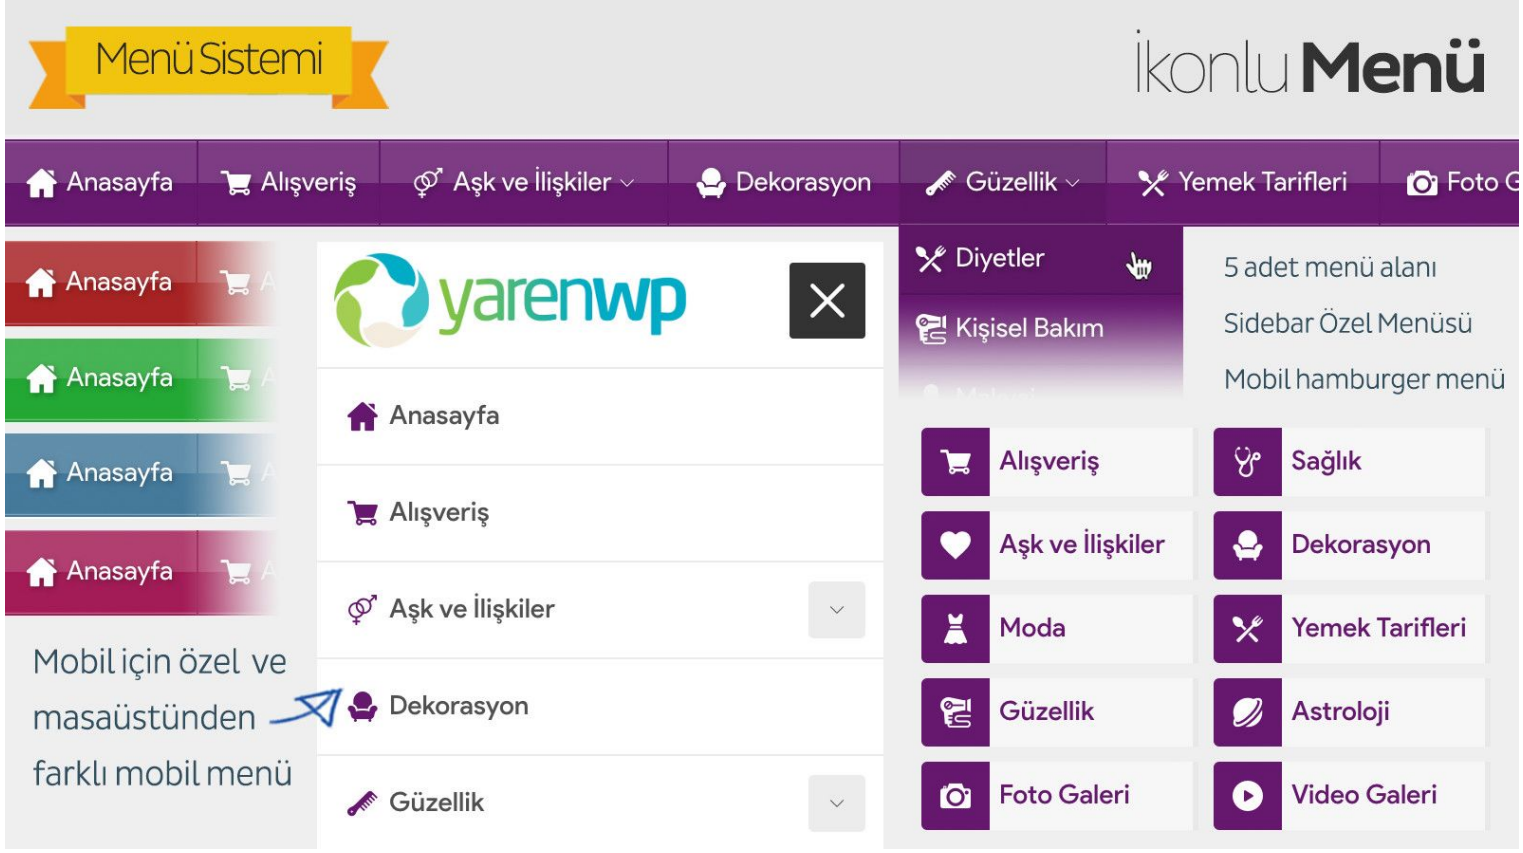 Menü Sistemi
İkonlu Menü
Anasayfa
Alışveriş
Aşk ve İlişkiler
Dekorasyon
Güzellik
Yemek Tarifleri
Foto G
Anasayfa
A
Anasayfa
A
Anasayfa
A
Anasayfa
A
Mobil için özel ve
masaüstünden
farklı mobil menü
yarenwp
Anasayfa
Alışveriş
Aşk ve İlişkiler
Dekorasyon
Güzellik
Diyetler
Kişisel Bakım
5 adet menü alanı
Sidebar Özel Menüsü
Mobil hamburger menü
Alışveriş
Sağlık
Aşk ve İlişkiler
Dekorasyon
Moda
Yemek Tarifleri
Güzellik
Astroloji
Foto Galeri
Video Galeri